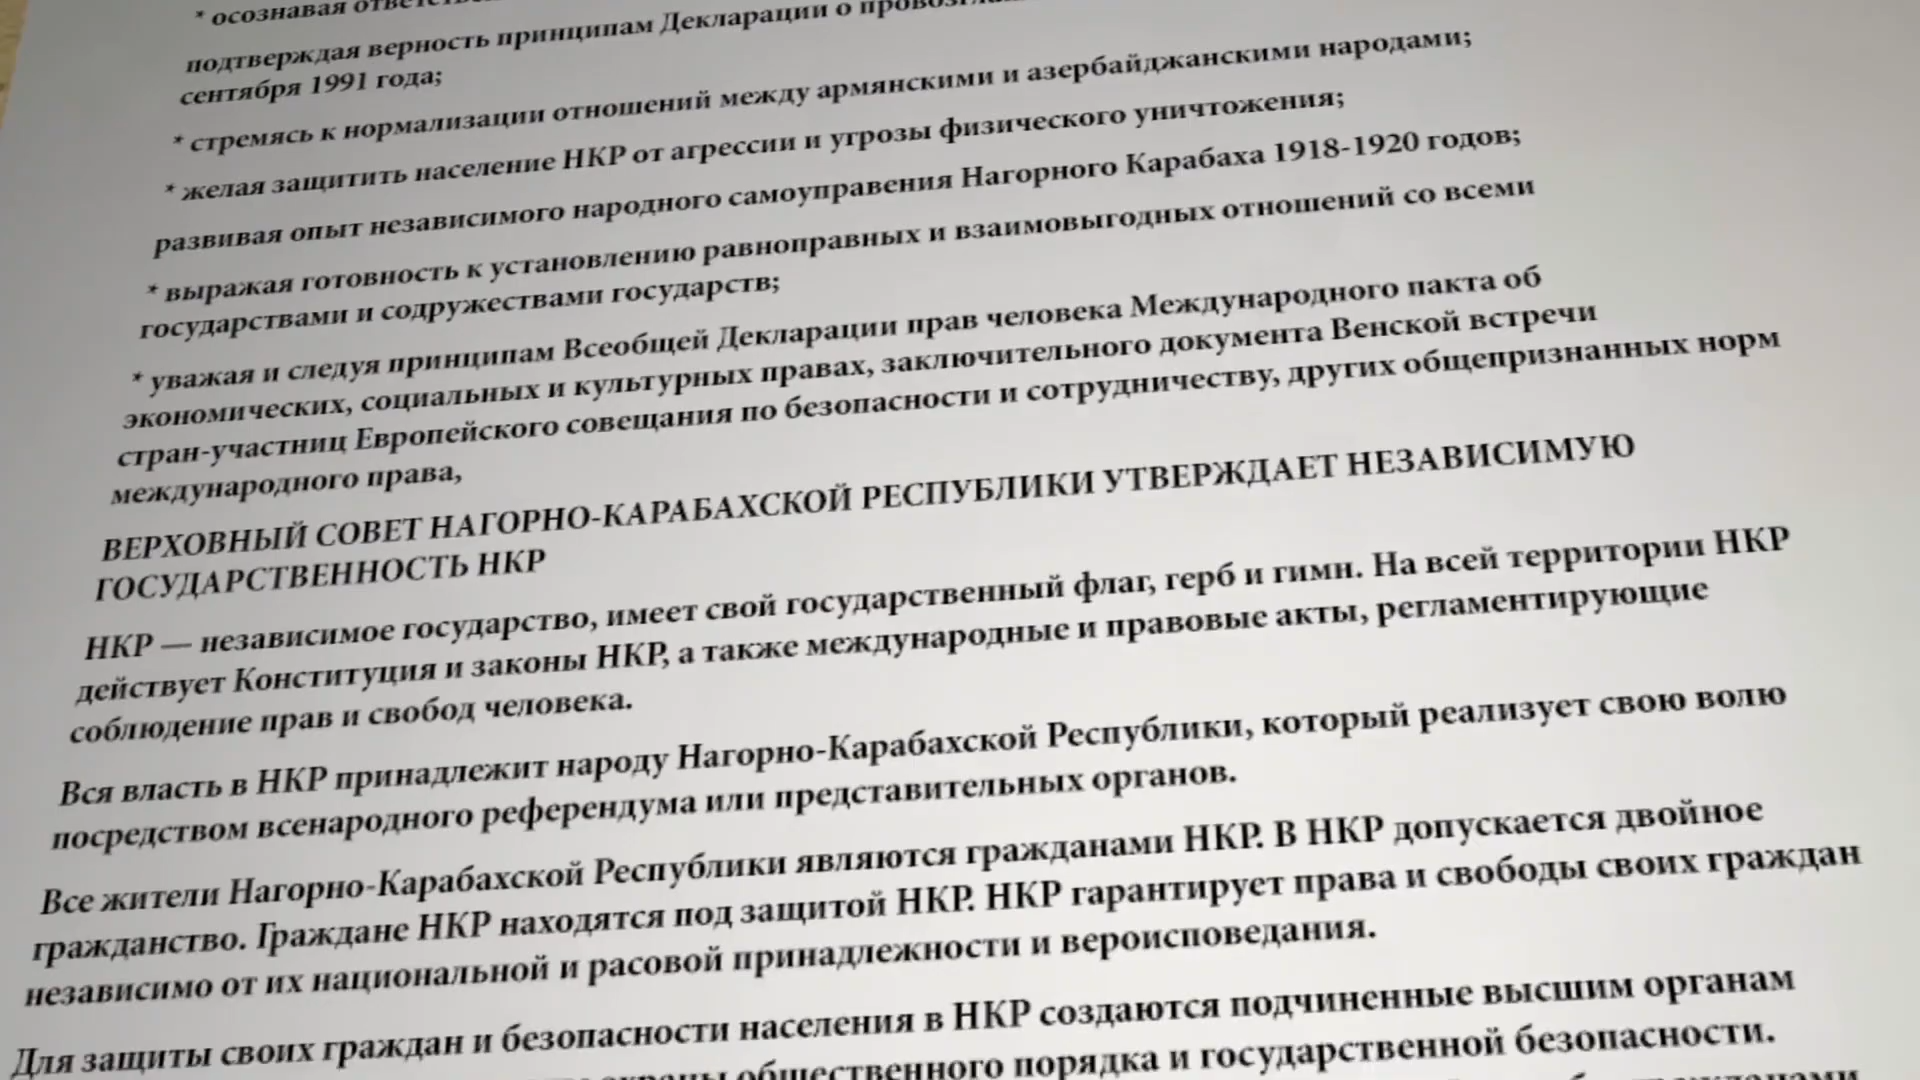 * осознавая
подтверждая верность принципам Декларации о
сентября 1991 года;
* стремясь к нормализации отношений между армянскими и азербайджанскими народами;
* желая защитить население НКР от агрессии и угрозы физического уничтожения;
развивая опыт независимого народного самоуправения Нагорного Карабаха 1918-1920 годов;
* выражая готовность к установлению равноправных и взаимовыгодных отношений со всеми
государствами и содружествами государств;
* уважая и следуя принципам Всеобщей Декларации прав человека Международного пакта об
экономических, социальных и культурных правах, заключительного документа Венской встречи
стран-участниц Европейского совещания по безопасности и сотрудничеству, других общепризнанных норм
международного права,
ВЕРХОВНЫЙ СОВЕТ НАГОРНО-КАРАБАХСКОЙ РЕСПУБЛИКИ УТВЕРЖДАЕТ НЕЗАВИСИМУЮ
ГОСУДАРСТВЕННОСТЬ НКР
НКР — независимое государство, имеет свой государственный флаг, герб и гимн. На всей территории НКР
действует Конституция и законы НКР, а также международные и правовые акты, регламентирующие
соблюдение прав и свобод человека.
Вся власть в НКР принадлежит народу Нагорно-Карабахской Республики, который реализует свою волю
посредством всенародного референдума или представительных органов.
Все жители Нагорно-Карабахской Республики являются гражданами НКР. В НКР допускается двойное
гражданство. Граждане НКР находятся под защитой НКР. НКР гарантирует права и свободы своих граждан
независимо от их национальной и расовой принадлежности и вероисповедания.
Для защиты своих граждан и безопасности населения в НКР создаются подчиненные высшим органам
общественного порядка и государственной безопасности.